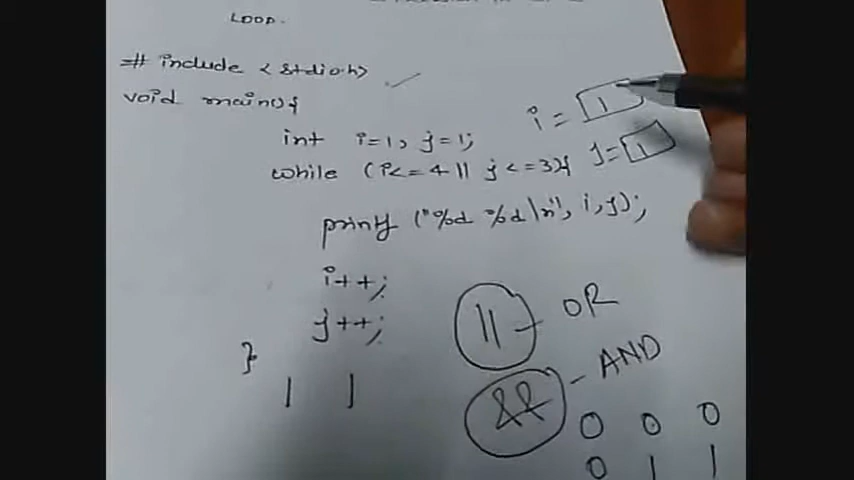 LOOP.
# include <stdio.h>
void main(){
int i=1, j=1;
i = 1
while (i<=4 || j<=3){
j= 1
printf ("%d %d\n", i,j);
i++;
j++;
|| - OR
}
&& - AND
1 1
0 0 0
0 1 1